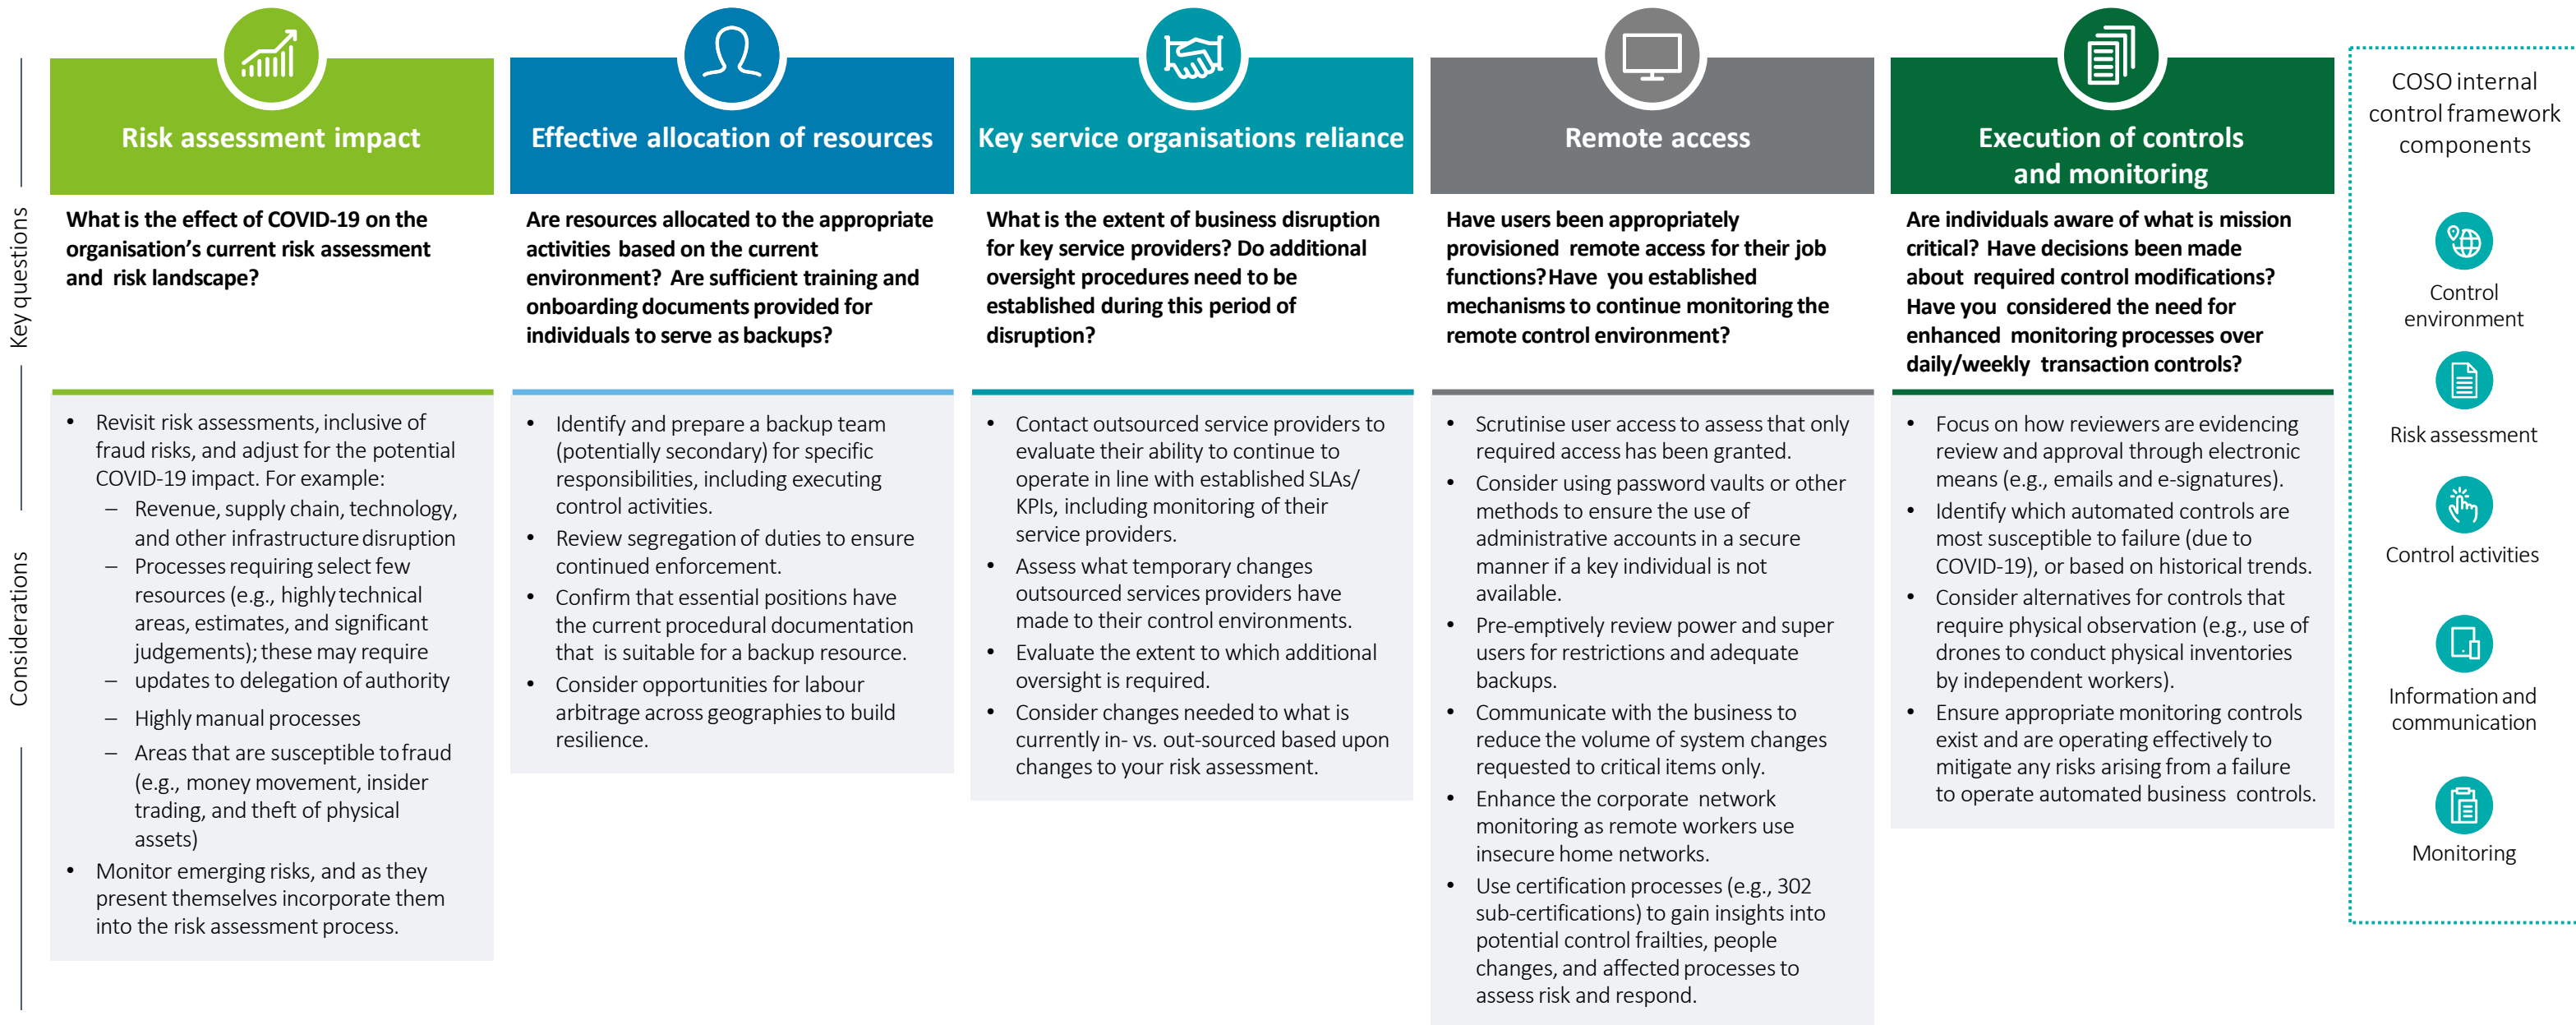 Risk assessment impact
Effective allocation of resources
Key service organisations reliance
Remote access
Execution of controls
and monitoring
Key questions
What is the effect of COVID-19 on the
organisation's current risk assessment
and risk landscape?
Are resources allocated to the appropriate
activities based on the current
environment? Are sufficient training and
onboarding documents provided for
individuals to serve as backups?
What is the extent of business disruption
for key service providers? Do additional
oversight procedures need to be
established during this period of
disruption?
Have users been appropriately
provisioned remote access for their job
functions? Have you established
mechanisms to continue monitoring the
remote control environment?
Are individuals aware of what is mission
critical? Have decisions been made
about required control modifications?
Have you considered the need for
enhanced monitoring processes over
daily/weekly transaction controls?
Considerations
• Revisit risk assessments, inclusive of
fraud risks, and adjust for the potential
COVID-19 impact. For example:
– Revenue, supply chain, technology,
and other infrastructure disruption
– Processes requiring select few
resources (e.g., highly technical
areas, estimates, and significant
judgements); these may require
– updates to delegation of authority
– Highly manual processes
– Areas that are susceptible to fraud
(e.g., money movement, insider
trading, and theft of physical
assets)
• Monitor emerging risks, and as they
present themselves incorporate them
into the risk assessment process.
• Identify and prepare a backup team
(potentially secondary) for specific
responsibilities, including executing
control activities.
• Review segregation of duties to ensure
continued enforcement.
• Confirm that essential positions have
the current procedural documentation
that is suitable for a backup resource.
• Consider opportunities for labour
arbitrage across geographies to build
resilience.
• Contact outsourced service providers to
evaluate their ability to continue to
operate in line with established SLAs/
KPIs, including monitoring of their
service providers.
• Assess what temporary changes
outsourced services providers have
made to their control environments.
• Evaluate the extent to which additional
oversight is required.
• Consider changes needed to what is
currently in- vs. out-sourced based upon
changes to your risk assessment.
• Scrutinise user access to assess that only
required access has been granted.
• Consider using password vaults or other
methods to ensure the use of
administrative accounts in a secure
manner if a key individual is not
available.
• Pre-emptively review power and super
users for restrictions and adequate
backups.
• Communicate with the business to
reduce the volume of system changes
requested to critical items only.
• Enhance the corporate network
monitoring as remote workers use
insecure home networks.
• Use certification processes (e.g., 302
sub-certifications) to gain insights into
potential control frailties, people
changes, and affected processes to
assess risk and respond.
• Focus on how reviewers are evidencing
review and approval through electronic
means (e.g., emails and e-signatures).
• Identify which automated controls are
most susceptible to failure (due to
COVID-19), or based on historical trends.
• Consider alternatives for controls that
require physical observation (e.g., use of
drones to conduct physical inventories
by independent workers).
• Ensure appropriate monitoring controls
exist and are operating effectively to
mitigate any risks arising from a failure
to operate automated business controls.
COSO internal
control framework
components
Control
environment
Risk assessment
Control activities
Information and
communication
Monitoring